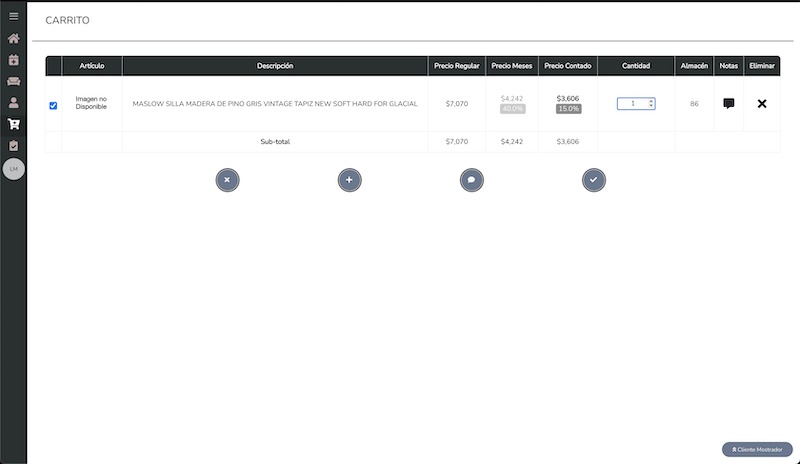 CARRITO
Artículo Descripción Precio Regular Precio Meses Precio Contado Cantidad Almacén Notas Eliminar
Imagen no
Disponible
MASLOW SILLA MADERA DE PINO GRIS VINTAGE TAPIZ NEW SOFT HARD FOR GLACIAL
$7,070
$4,242
40.0%
$3,606
15.0%
1
86
Sub-total $7,070 $4,242 $3,606
LM
Cliente Mostrador